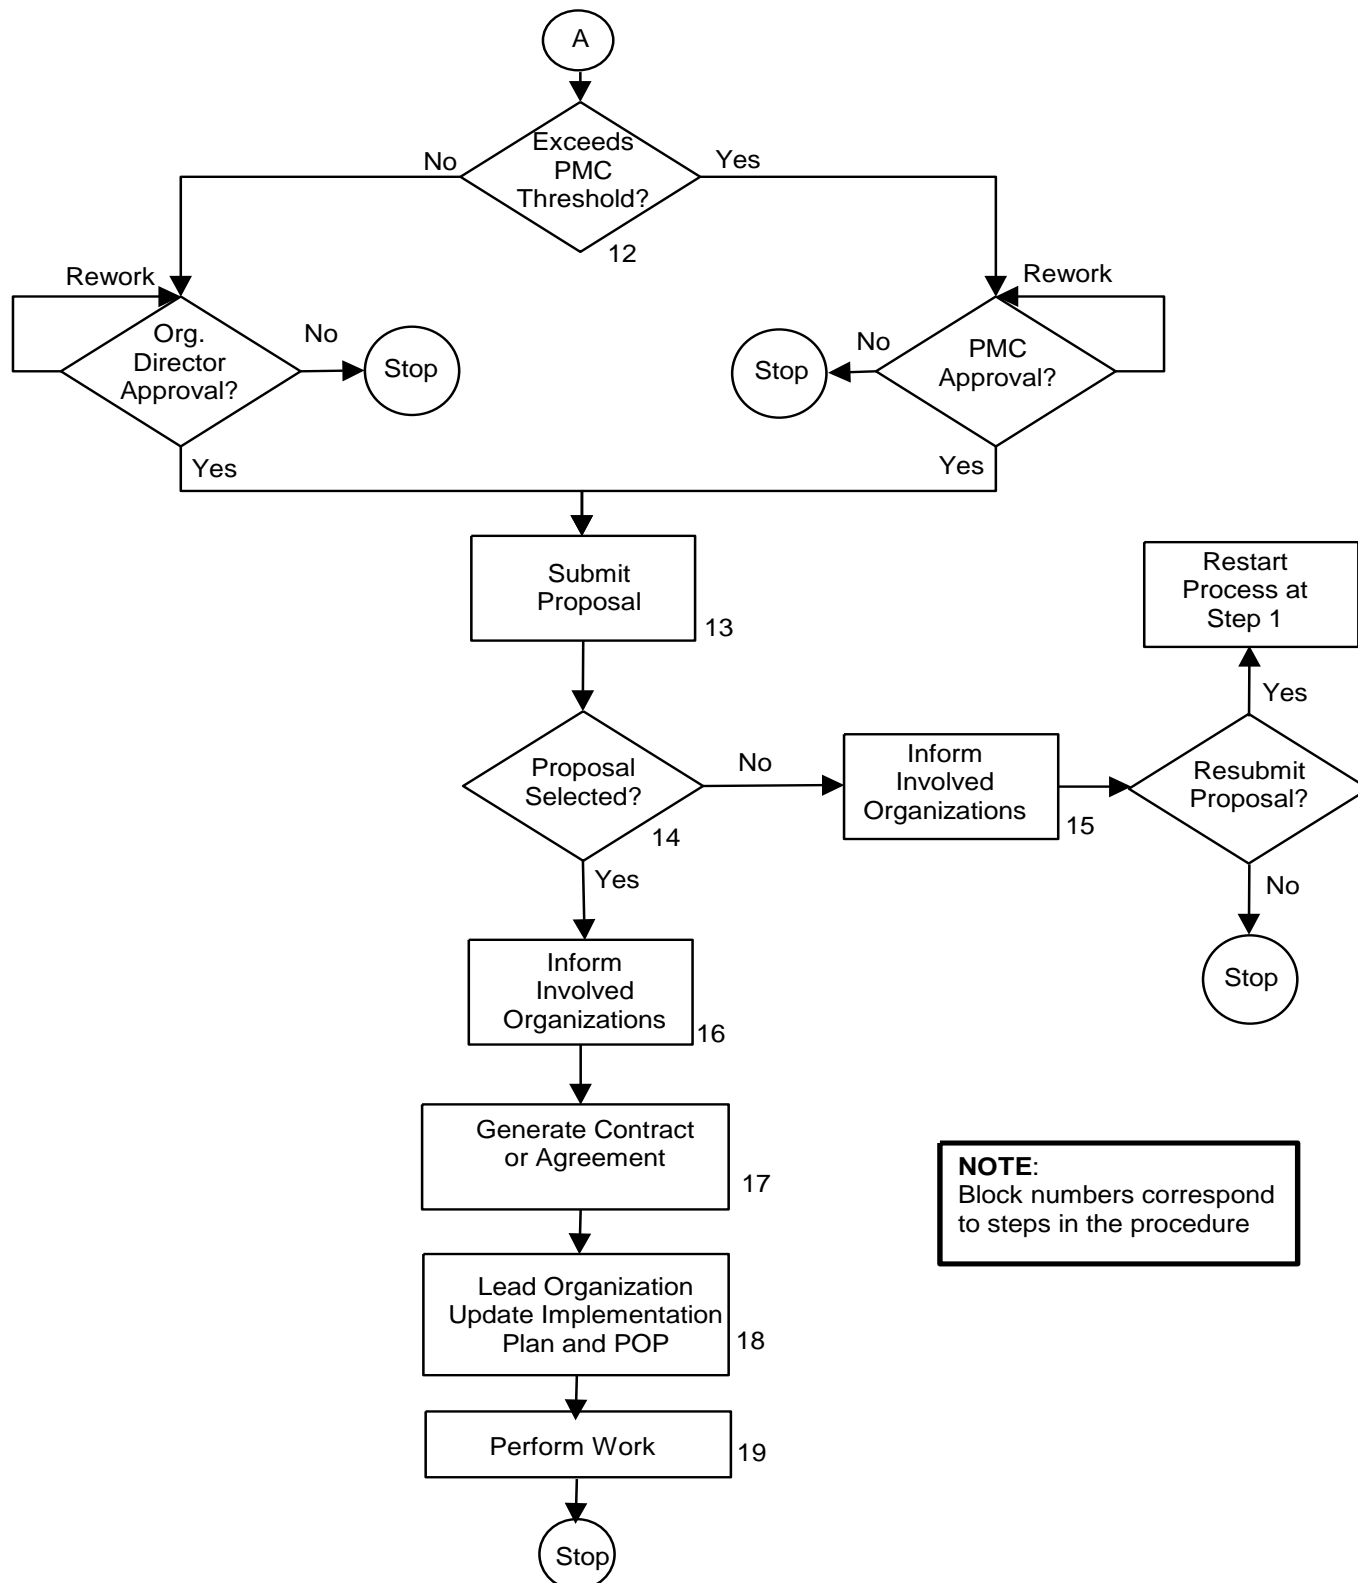 A
Exceeds
PMC
Threshold?
No
Yes
12
Rework
Rework
Org.
Director
Approval?
No
Stop
Stop
No
PMC
Approval?
Yes
Yes
Submit
Proposal
13
Restart
Process at
Step 1
Yes
Proposal
Selected?
No
14
Inform
Involved
Organizations
15
Resubmit
Proposal?
Yes
No
Stop
Inform
Involved
Organizations
16
Generate Contract
or Agreement
17
NOTE:
Block numbers correspond
to steps in the procedure
Lead Organization
Update Implementation
Plan and POP
18
Perform Work
19
Stop